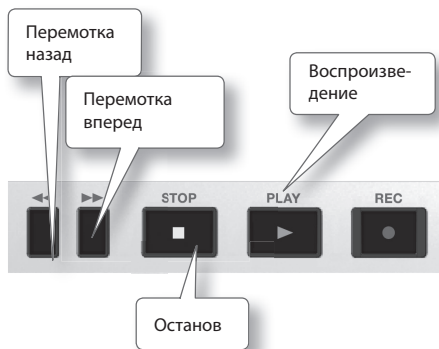 Перемотка
назад
Перемотка
вперед
Воспроизве-
дение
STOP
PLAY
REC
Останов